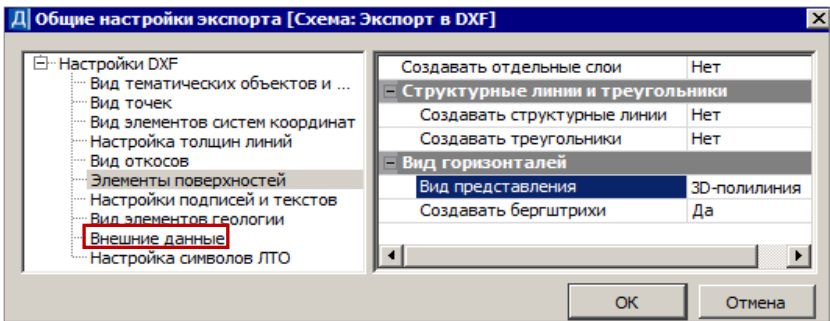 Д Общие настройки экспорта [Схема: Экспорт в DXF]
Настройки DXF
Вид тематических объектов и ...
Вид точек
Вид элементов систем координат
Настройка толщин линий
Вид откосов
Элементы поверхностей
Настройки подписей и текстов
Вид элементов геологии
Внешние данные
Настройка символов ЛТО
Создавать отдельные слои Нет
Структурные линии и треугольники
Создавать структурные линии Нет
Создавать треугольники Нет
Вид горизонталей
Вид представления 3D-полилиния
Создавать бергштрихи Да
ОК Отмена